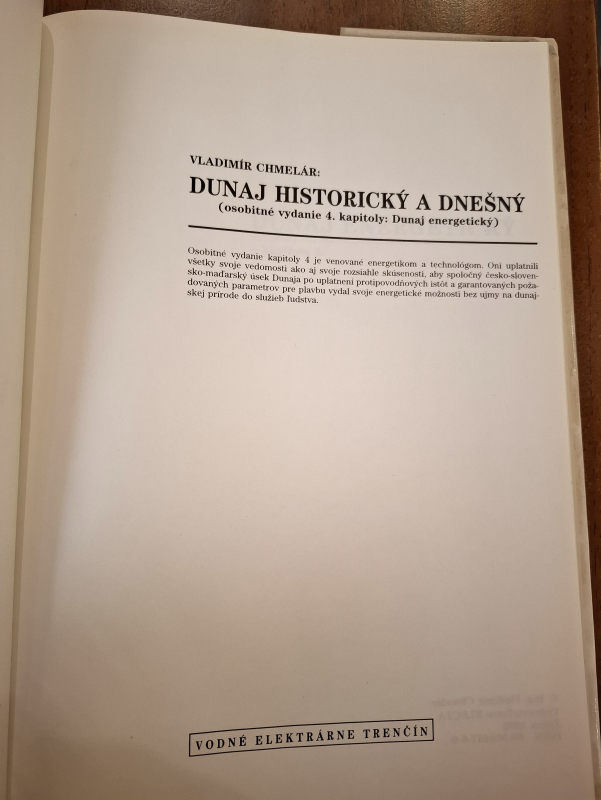 VLADIMÍR CHMELÁR:
DUNAJ HISTORICKÝ A DNEŠNÝ
(osobitné vydanie 4. kapitoly: Dunaj energetický)
Osobitné vydanie kapitoly 4 je venované energetikom a technológom. Oni uplatnili
všetky svoje vedomosti ako aj svoje rozsiahle skúsenosti, aby spoločný česko-sloven-
sko-maďarský úsek Dunaja po uplatnení protipovodňových istôt a garantovaných poža-
dovaných parametrov pre plavbu vydal svoje energetické možnosti bez ujmy na dunaj-
skej prírode do služieb ľudstva.
VODNÉ ELEKTRÁRNE TRENČÍN